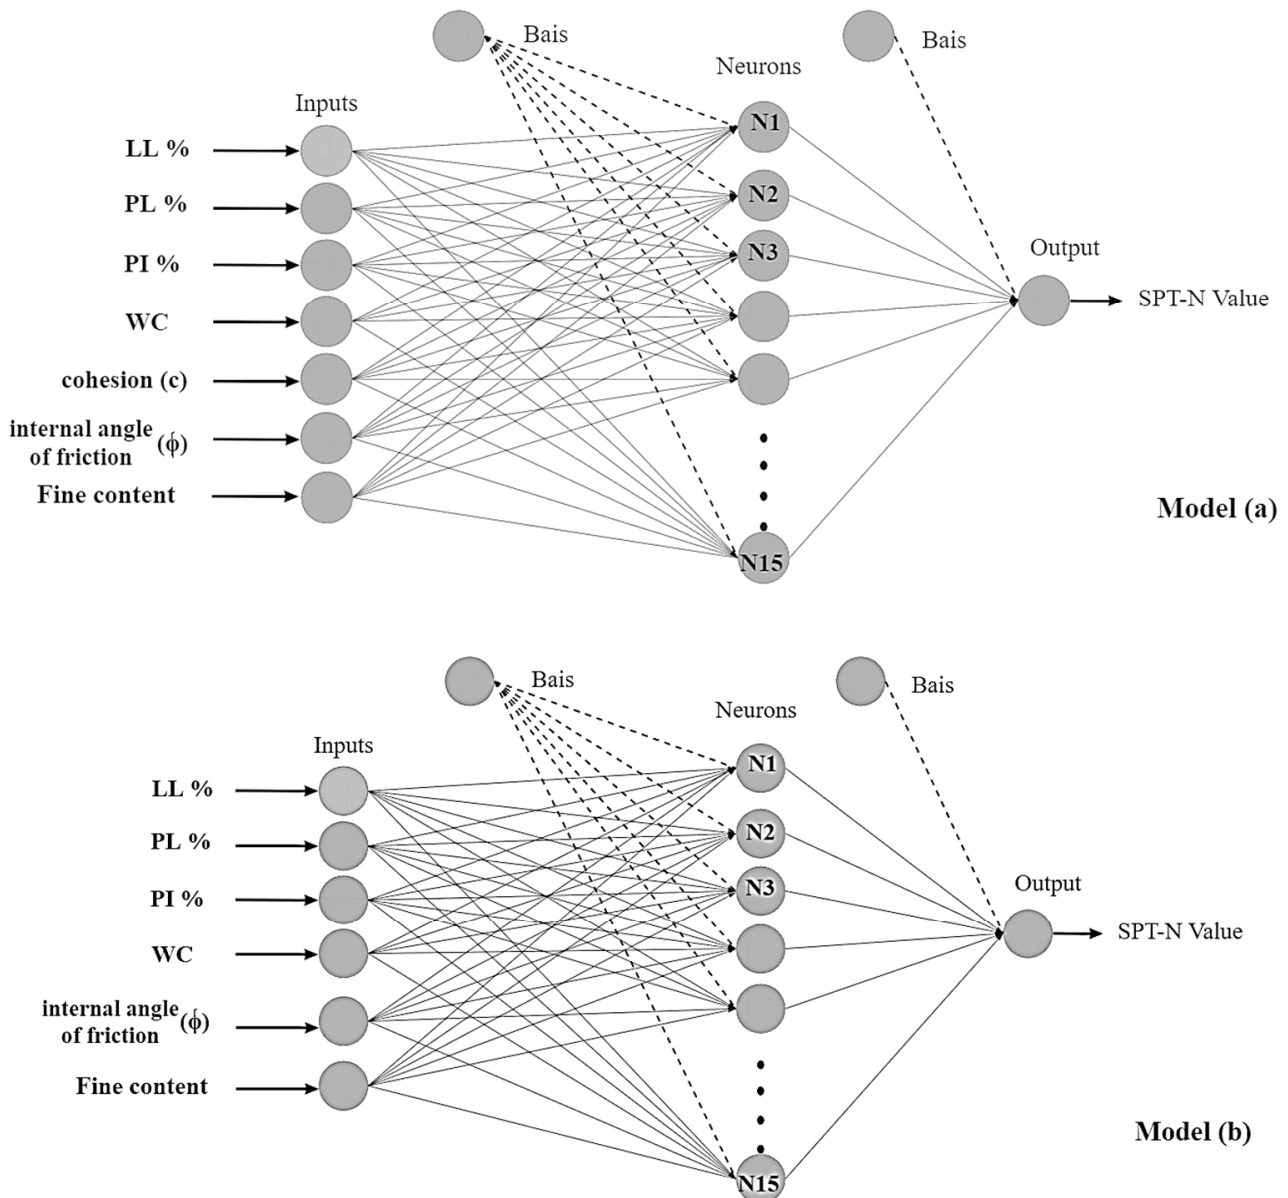 Bais
Bais
Neurons
Inputs
N1
LL %
N2
PL %
N3
PI %
Output
SPT-N Value
WC
cohesion (c)
internal angle
of friction (ϕ́)
Fine content
Model (a)
N15
Bais
Bais
Neurons
Inputs
N1
LL %
N2
PL %
N3
PI %
Output
SPT-N Value
WC
internal angle
of friction (ϕ́)
Fine content
Model (b)
N15